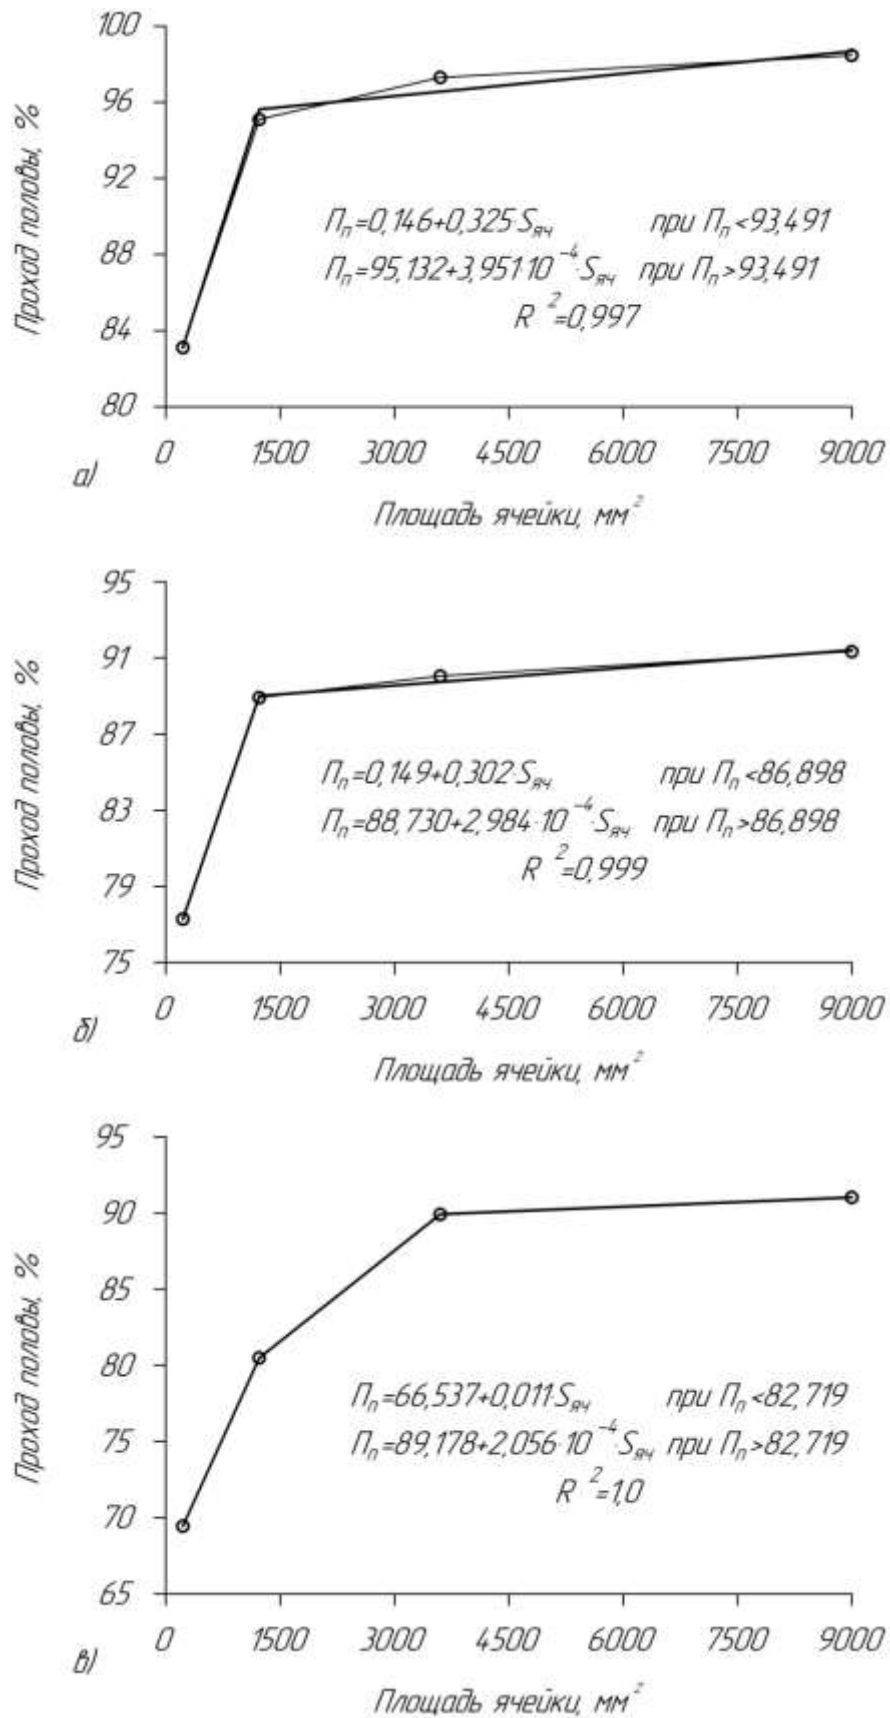 Проход половы, %
100
96
92
88
84
80
Пп=0,146+0,325·Sяч при Пп<93,491
Пп=95,132+3,951·10⁻⁴·Sяч при Пп>93,491
R²=0,997
0 1500 3000 4500 6000 7500 9000
а)
Площадь ячейки, мм²
Проход половы, %
95
91
87
83
79
75
Пп=0,149+0,302·Sяч при Пп<86,898
Пп=88,730+2,984·10⁻⁴·Sяч при Пп>86,898
R²=0,999
0 1500 3000 4500 6000 7500 9000
б)
Площадь ячейки, мм²
Проход половы, %
95
90
85
80
75
70
65
Пп=66,537+0,011·Sяч при Пп<82,719
Пп=89,178+2,056·10⁻⁴·Sяч при Пп>82,719
R²=1,0
0 1500 3000 4500 6000 7500 9000
в)
Площадь ячейки, мм²